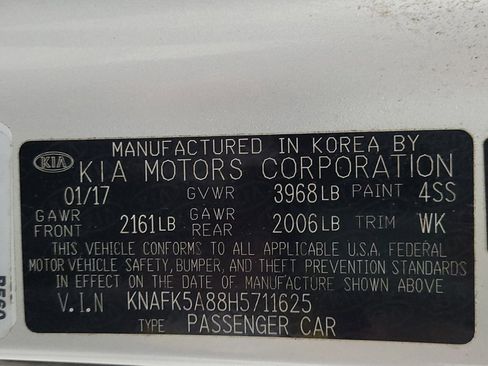 MANUFACTURED IN KOREA BY
KIA KIA MOTORS CORPORATION
01/17 GVWR 3968LB PAINT 4SS
GAWR FRONT 2161LB GAWR REAR 2006LB TRIM WK
THIS VEHICLE CONFORMS TO ALL APPLICABLE U.S.A. FEDERAL
MOTOR VEHICLE SAFETY, BUMPER, AND THEFT PREVENTION STANDARDS
IN EFFECT ON THE DATE OF MANUFACTURE SHOWN ABOVE
V.I.N KNAFK5A88H5711625
TYPE PASSENGER CAR